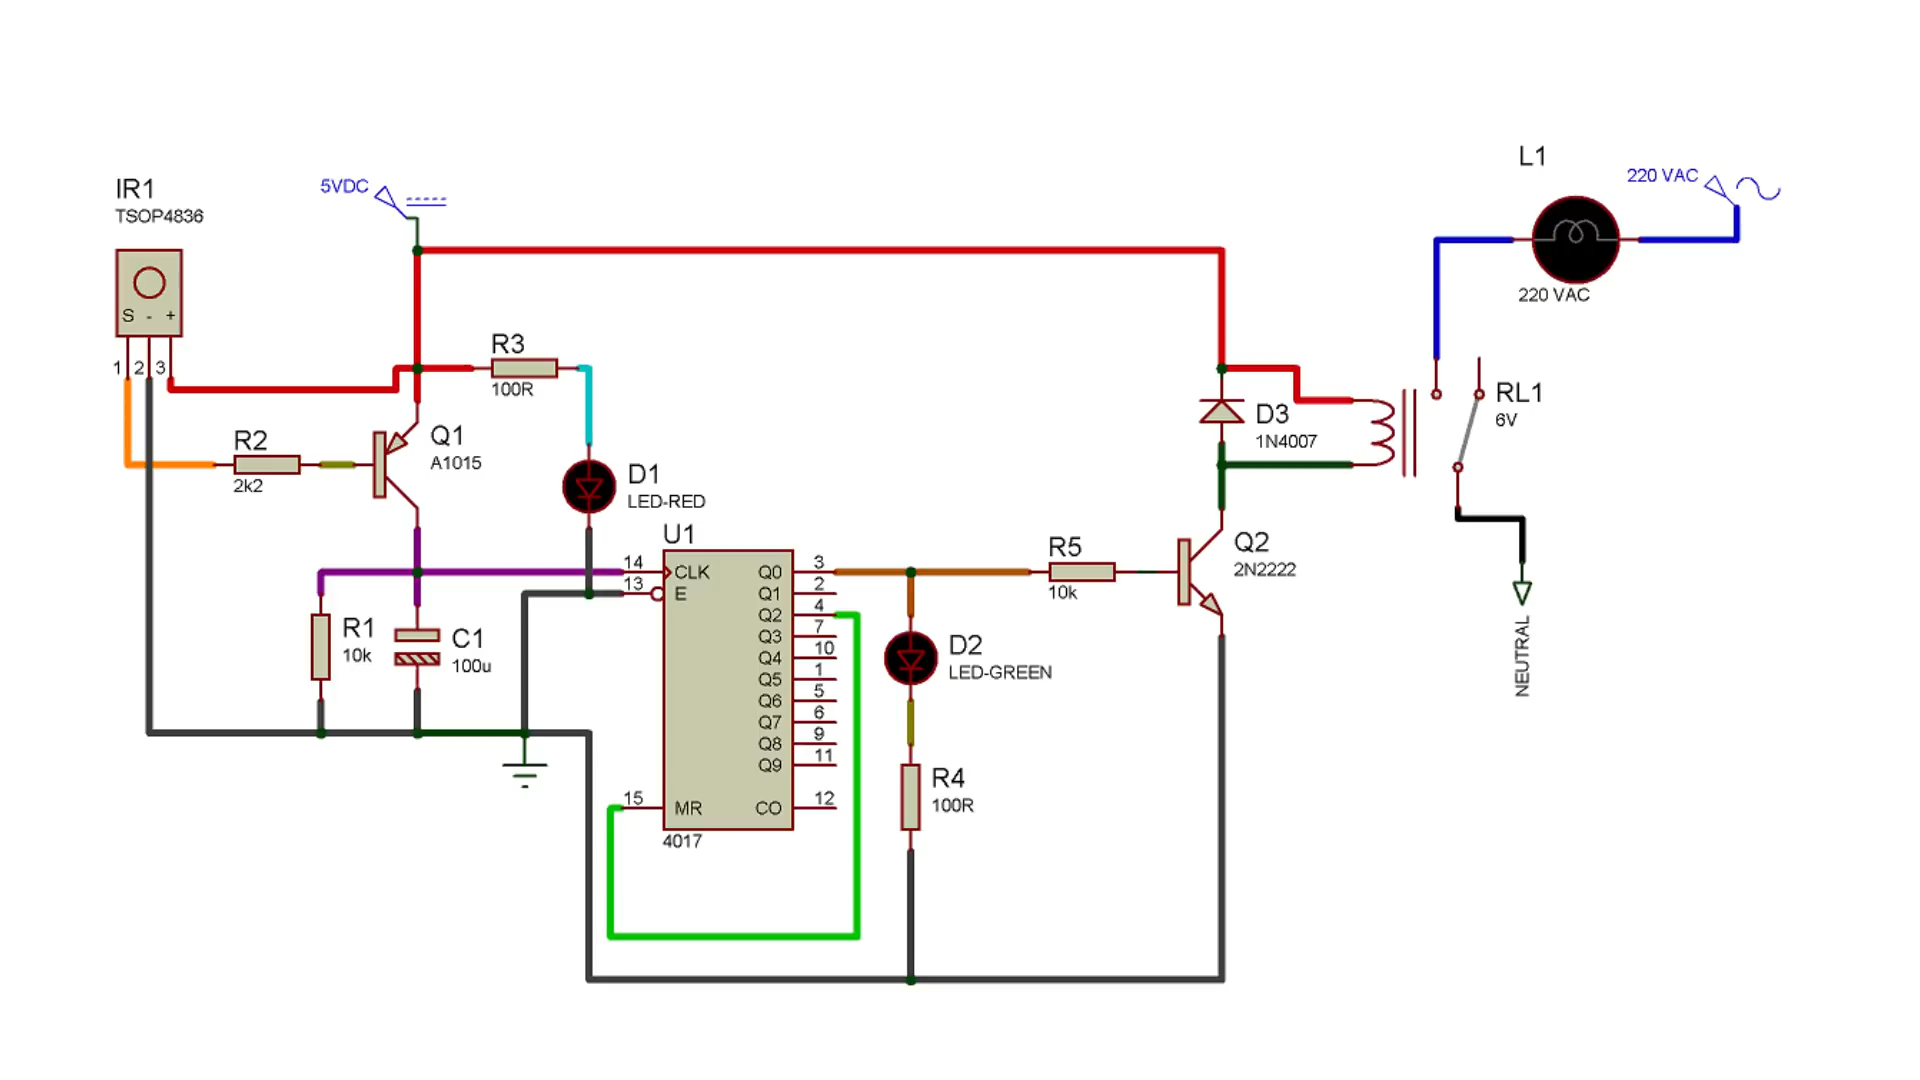 L1
220 VAC
220 VAC
IR1
TSOP4836
5VDC
S - +
1 2 3
R3
100R
R2
2k2
Q1
A1015
D1
LED-RED
D3
1N4007
RL1
6V
U1
14 CLK
13 E
15 MR
4017
Q0 3
Q1 2
Q2 4
Q3 7
Q4 10
Q5 1
Q6 5
Q7 6
Q8 9
Q9 11
CO 12
R5
10k
Q2
2N2222
R1
10k
C1
100u
D2
LED-GREEN
R4
100R
NEUTRAL